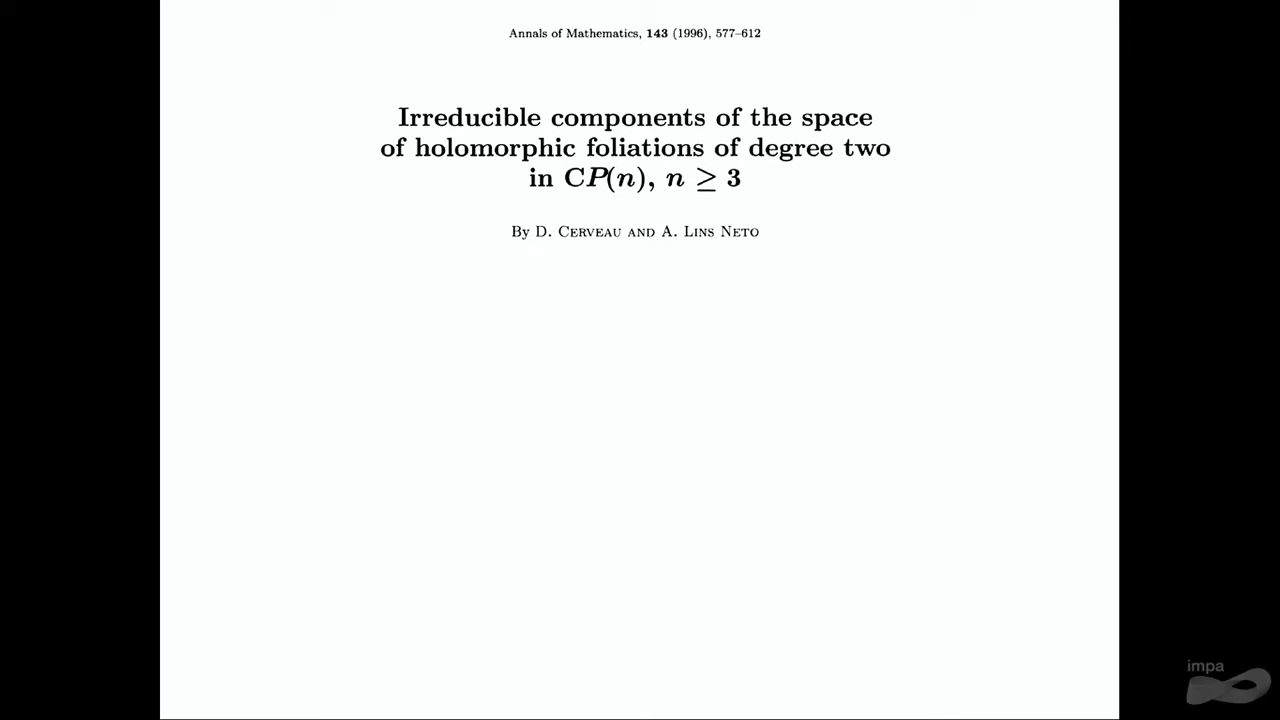 Annals of Mathematics, 143 (1996), 577–612
Irreducible components of the space
of holomorphic foliations of degree two
in CP(n), n ≥ 3
By D. Cerveau and A. Lins Neto
impa